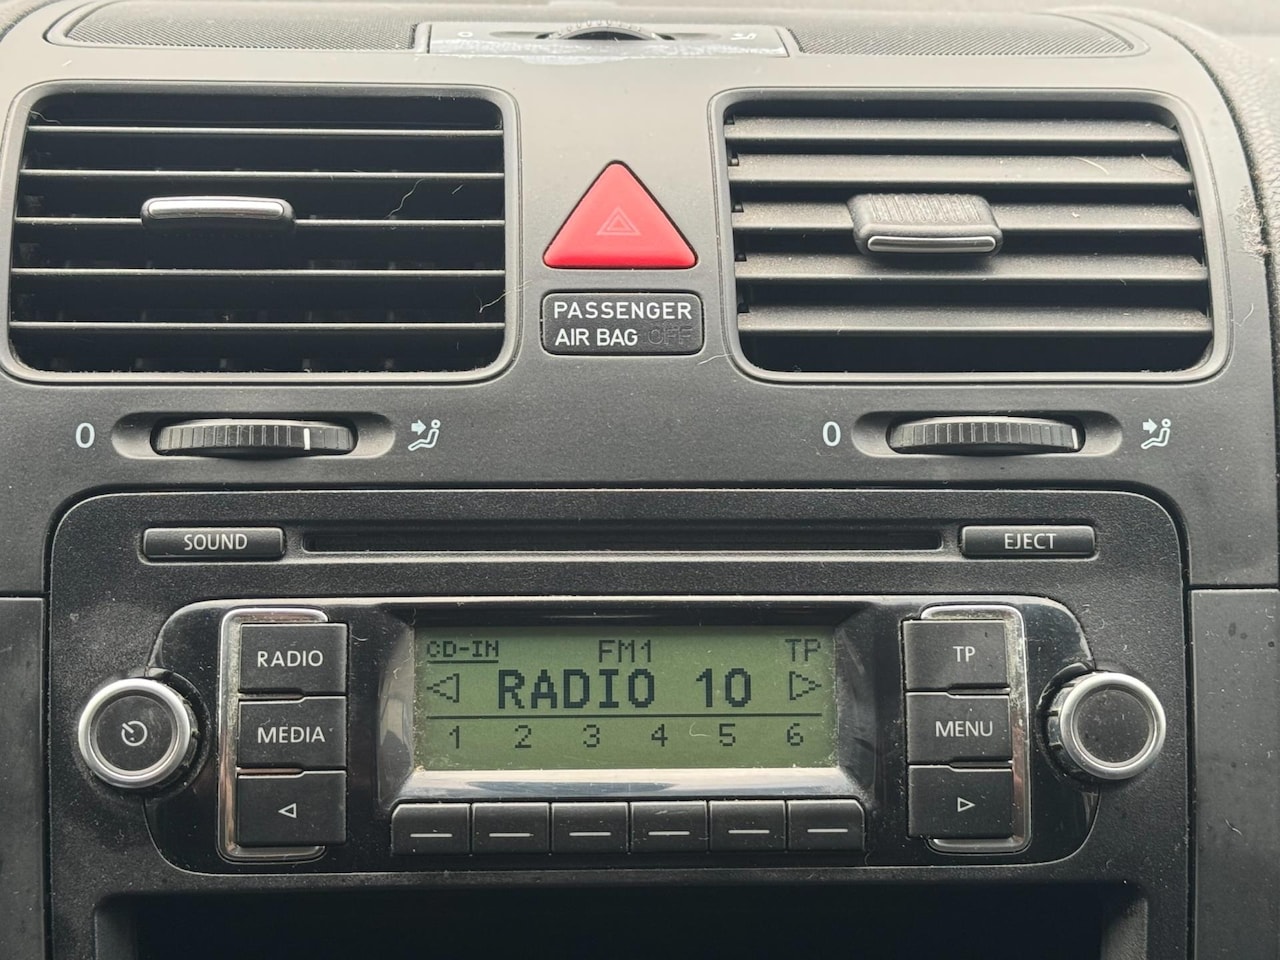 0
PASSENGER
AIR BAG OFF
0
0
SOUND
EJECT
RADIO
MEDIA
CD-IN FM1 TP
RADIO 10
1 2 3 4 5 6
TP
MENU